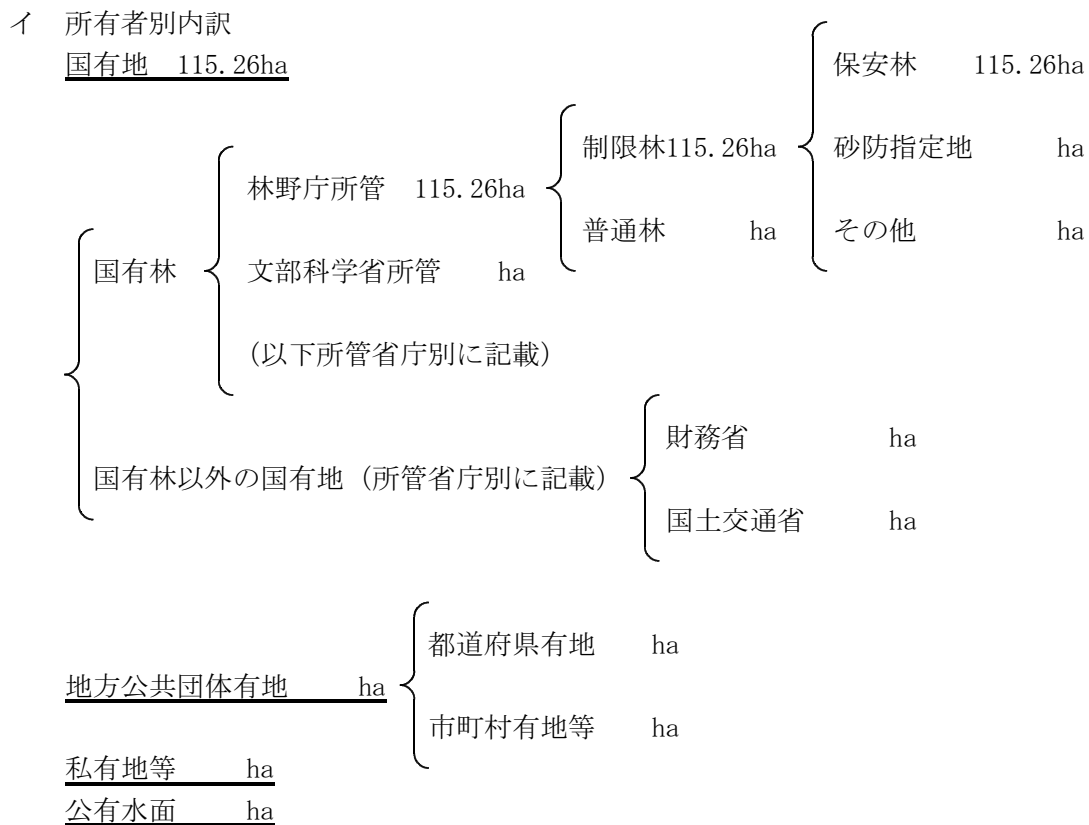 イ 所有者別内訳
国有地 115.26ha
保安林 115.26ha
制限林115.26ha
砂防指定地 ha
林野庁所管 115.26ha
普通林 ha
その他 ha
国有林
文部科学省所管 ha
(以下所管省庁別に記載)
財務省 ha
国有林以外の国有地(所管省庁別に記載)
国土交通省 ha
都道府県有地 ha
地方公共団体有地 ha
市町村有地等 ha
私有地等 ha
公有水面 ha